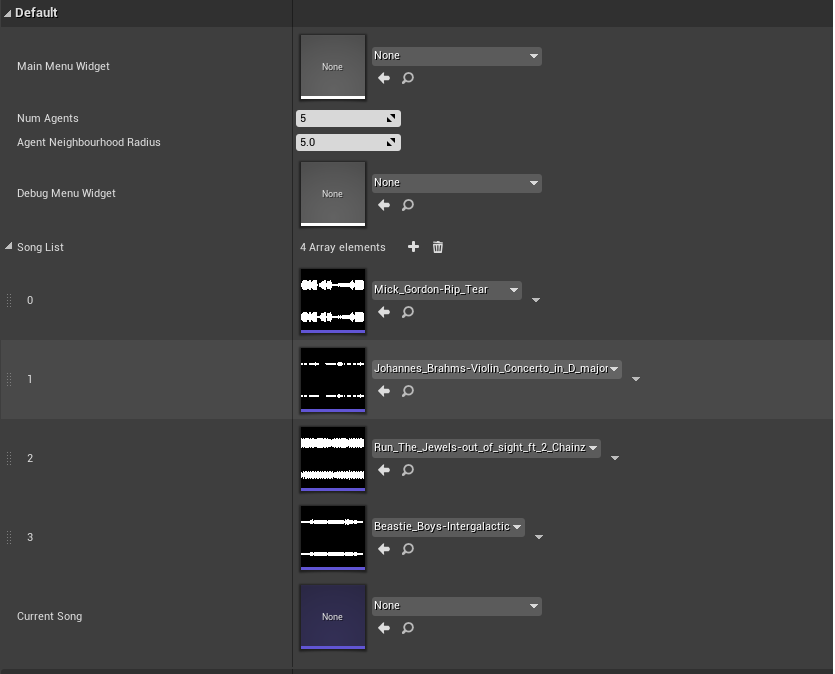 Default
Main Menu Widget
None
None
Num Agents
5
Agent Neighbourhood Radius
5.0
Debug Menu Widget
None
None
Song List
4 Array elements
0
Mick_Gordon-Rip_Tear
1
Johannes_Brahms-Violin_Concerto_in_D_major
2
Run_The_Jewels-out_of_sight_ft_2_Chainz
3
Beastie_Boys-Intergalactic
Current Song
None
None